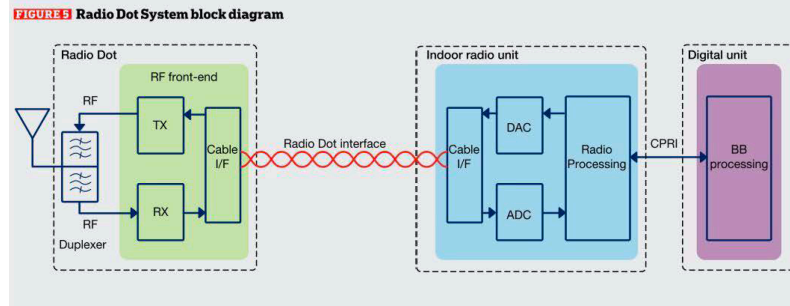 FIGURE 5 Radio Dot System block diagram
Radio Dot
Indoor radio unit
Digital unit
RF front-end
RF
TX
Cable
I/F
Radio Dot interface
Cable
I/F
DAC
Radio
Processing
CPRI
BB
processing
RX
ADC
RF
Duplexer